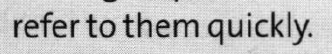 refer to them quickly.